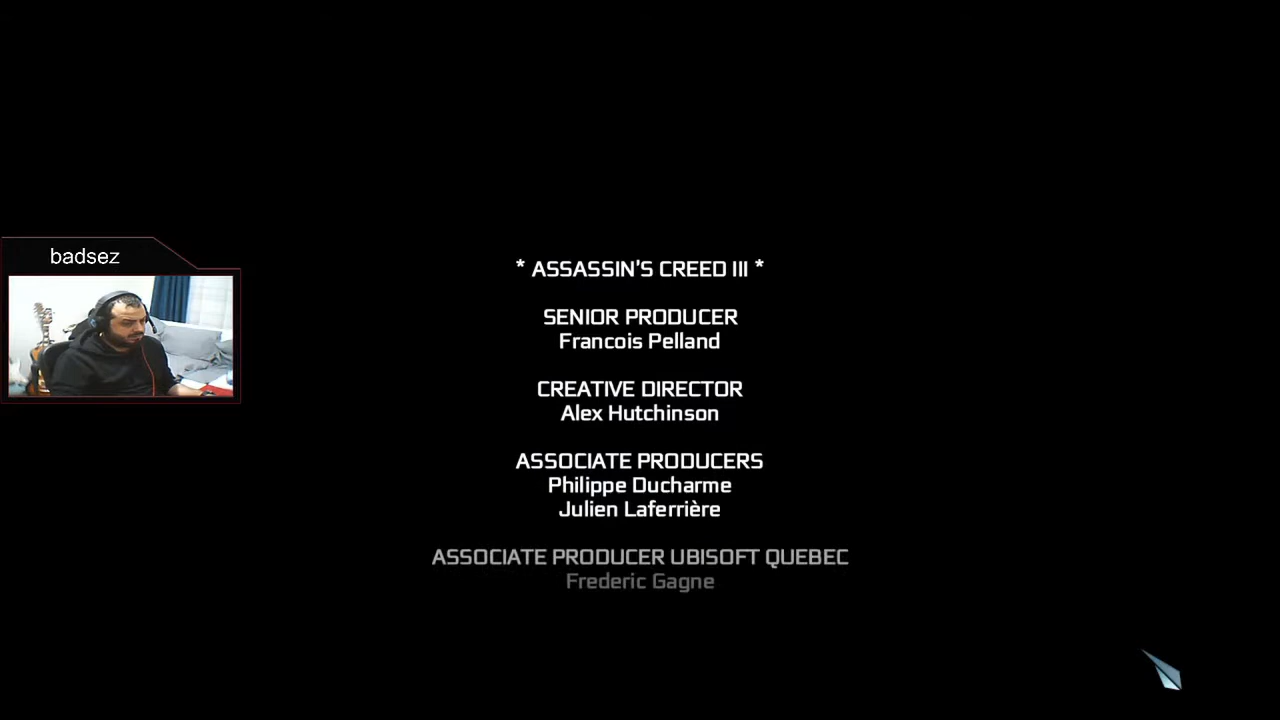 badsez
* ASSASSIN'S CREED III *
SENIOR PRODUCER
Francois Pelland
CREATIVE DIRECTOR
Alex Hutchinson
ASSOCIATE PRODUCERS
Philippe Ducharme
Julien Laferrière
ASSOCIATE PRODUCER UBISOFT QUEBEC
Frederic Gagne